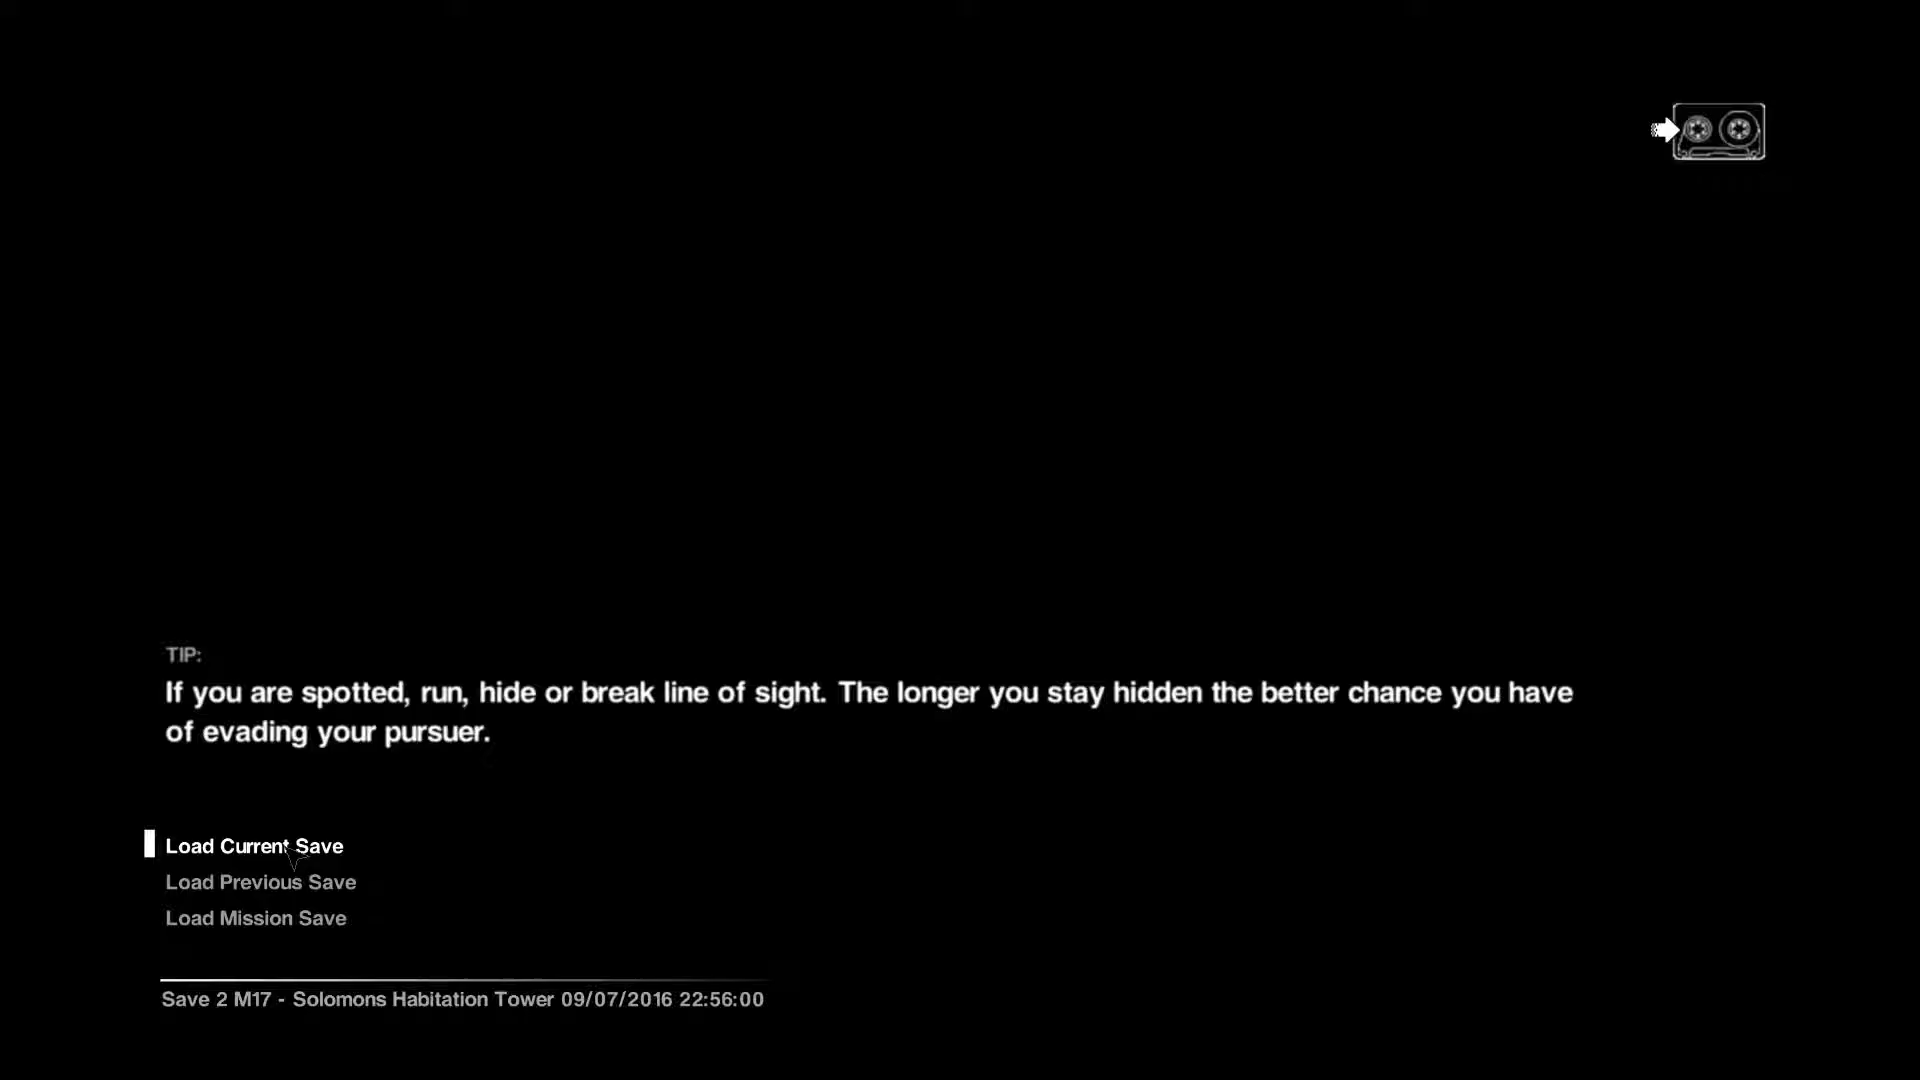 TIP:
If you are spotted, run, hide or break line of sight. The longer you stay hidden the better chance you have
of evading your pursuer.
Load Current Save
Load Previous Save
Load Mission Save
Save 2 M17 - Solomons Habitation Tower 09/07/2016 22:56:00